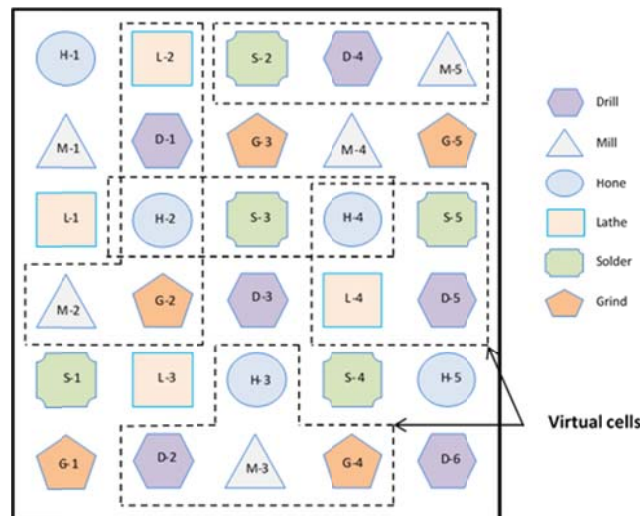 H-1 L-2 S-2 D-4 M-5
M-1 D-1 G-3 M-4 G-5
L-1 H-2 S-3 H-4 S-5
M-2 G-2 D-3 L-4 D-5
S-1 L-3 H-3 S-4 H-5
G-1 D-2 M-3 G-4 D-6
Drill
Mill
Hone
Lathe
Solder
Grind
Virtual cells